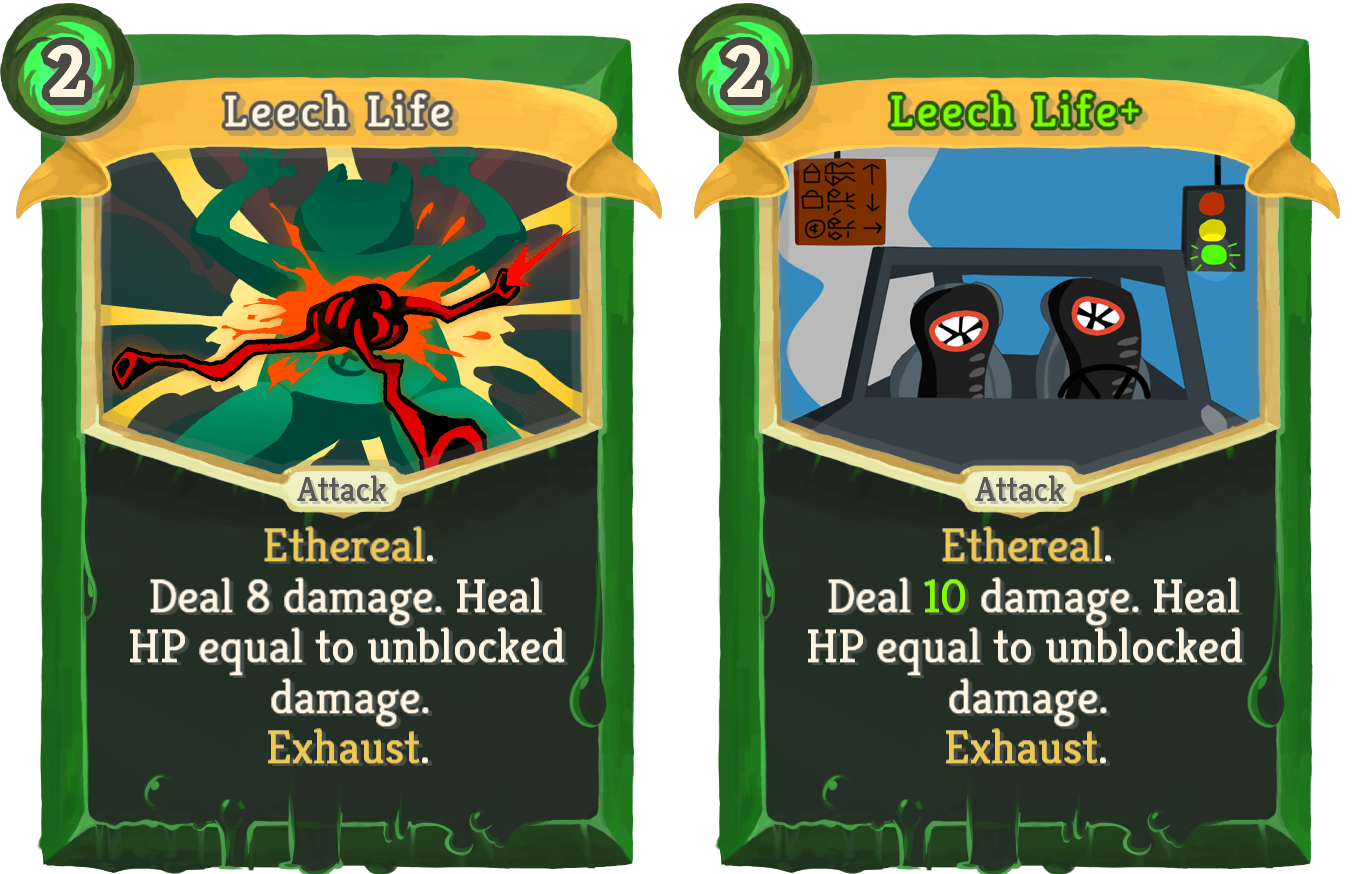 2
Leech Life
Attack
Ethereal.
Deal 8 damage. Heal
HP equal to unblocked
damage.
Exhaust.
2
Leech Life+
Attack
Ethereal.
Deal 10 damage. Heal
HP equal to unblocked
damage.
Exhaust.